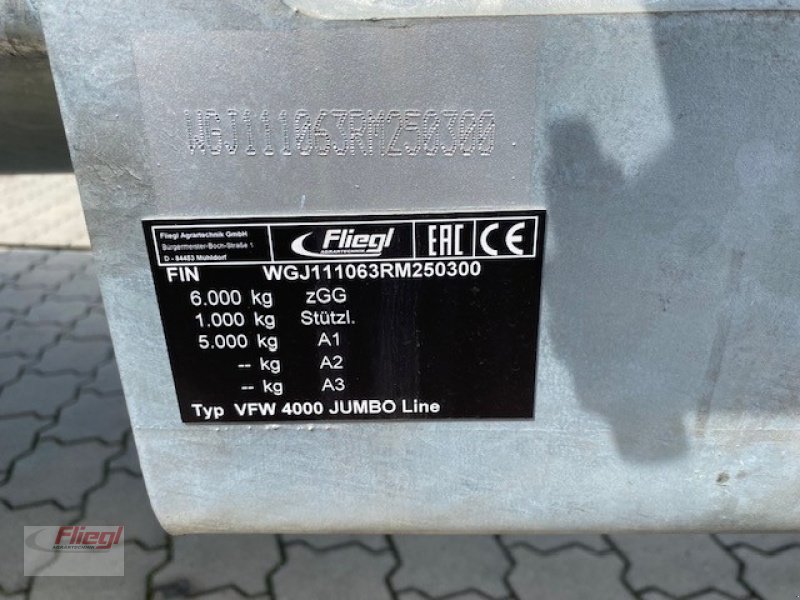 WGJ111063RM250300
Fliegl Agrartechnik GmbH
Bürgermeister-Boch-Straße 1
D - 84453 Mühldorf
Fliegl
AGRARTECHNIK
EAC CE
FIN WGJ111063RM250300
6.000 kg zGG
1.000 kg Stützl.
5.000 kg A1
-- kg A2
-- kg A3
Typ VFW 4000 JUMBO Line
Fliegl
AGRARTECHNIK